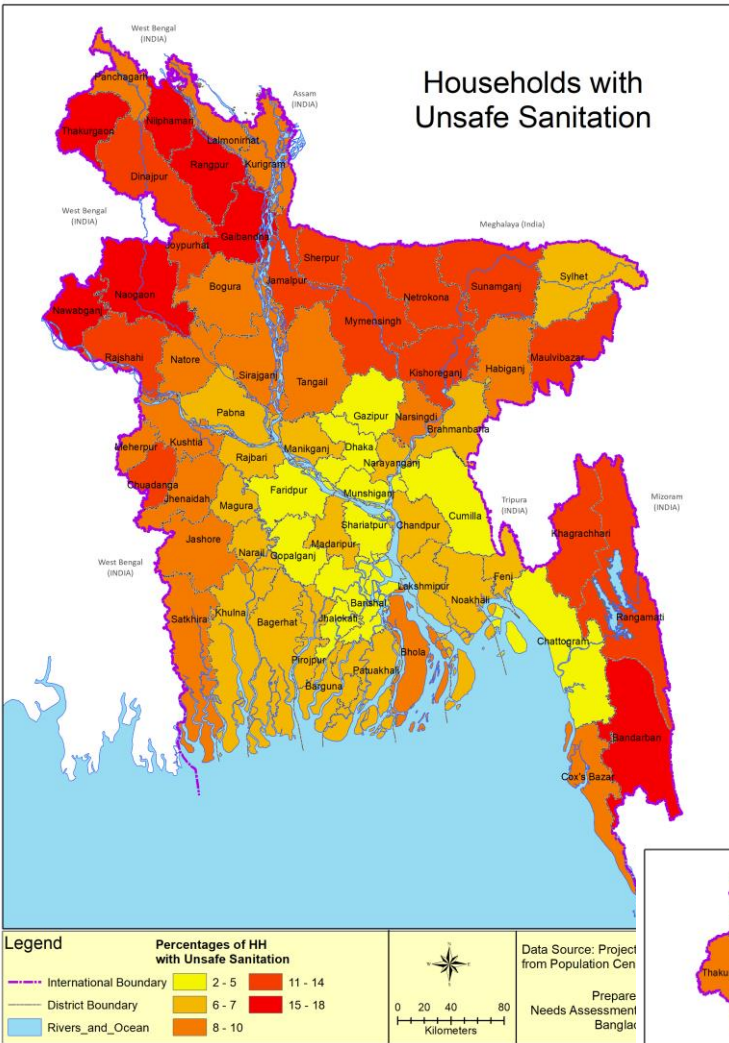 West Bengal
(INDIA)
Households with
Unsafe Sanitation
Panchagarh
Assam
(INDIA)
Thakurgeon
Nilphamari
Lalmonirhat
Kurigram
Rangpur
Dinajpur
West Bengal
(INDIA)
Meghalaya (India)
Gaibandha
Joypurhat
Sherpur
Sylhet
Bogura
Jamalpur
Netrokona
Sunamganj
Naogaon
Nawabganj
Mymensingh
Rajshahi
Natore
Sirajganj
Tangail
Kishoreganj
Habiganj
Maulvibazar
Pabna
Gazipur
Narsingdi
Brahmanbaria
Meherpur
Kushtia
Rajbari
Manikganj
Dhaka
Narayanganj
Chuadanga
Jhenaidah
Magura
Faridpur
Munshiganj
Shariatpur
Chandpur
Cumilla
Tripura
(INDIA)
Mizoram
(INDIA)
West Bengal
(INDIA)
Jashore
Narail
Gopalganj
Madaripur
Khagrachhari
Lakshmipur
Feni
Noakhali
Satkhira
Khulna
Bagerhat
Jhalokati
Barishal
Rangamati
Chattogram
Pirojpur
Bhola
Patuakhali
Barguna
Bandarban
Cox's Bazar
Legend
Percentages of HH
with Unsafe Sanitation
International Boundary
2 - 5
11 - 14
District Boundary
6 - 7
15 - 18
Rivers_and_Ocean
8 - 10
N
W
E
S
0 20 40 80
Kilometers
Data Source: Project
from Population Cen
Prepare
Needs Assessment
Banglad
Thaku